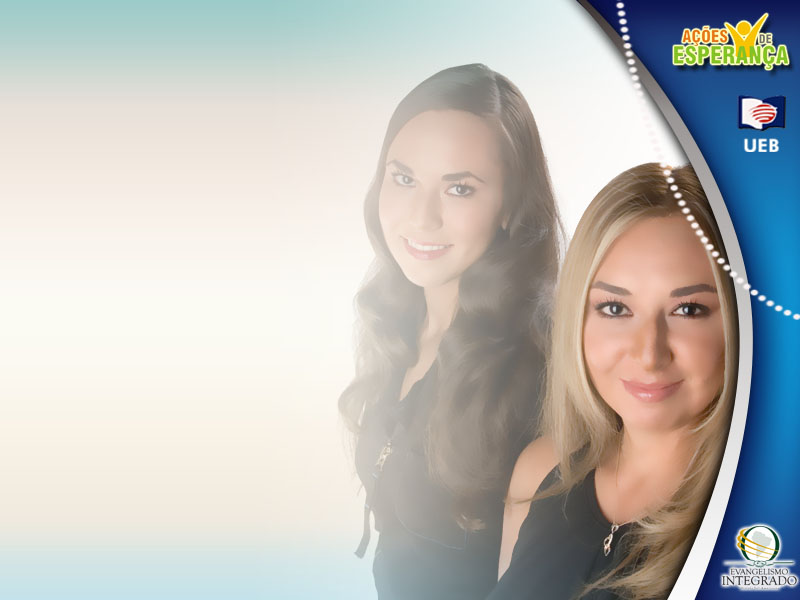 AÇÕES DE
ESPERANÇA
UEB
EVANGELISMO
INTEGRADO